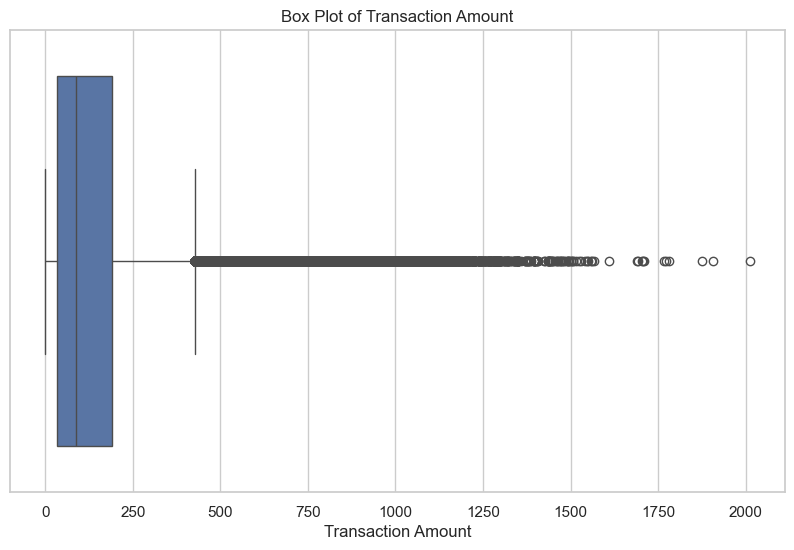 Box Plot of Transaction Amount
0 250 500 750 1000 1250 1500 1750 2000
Transaction Amount